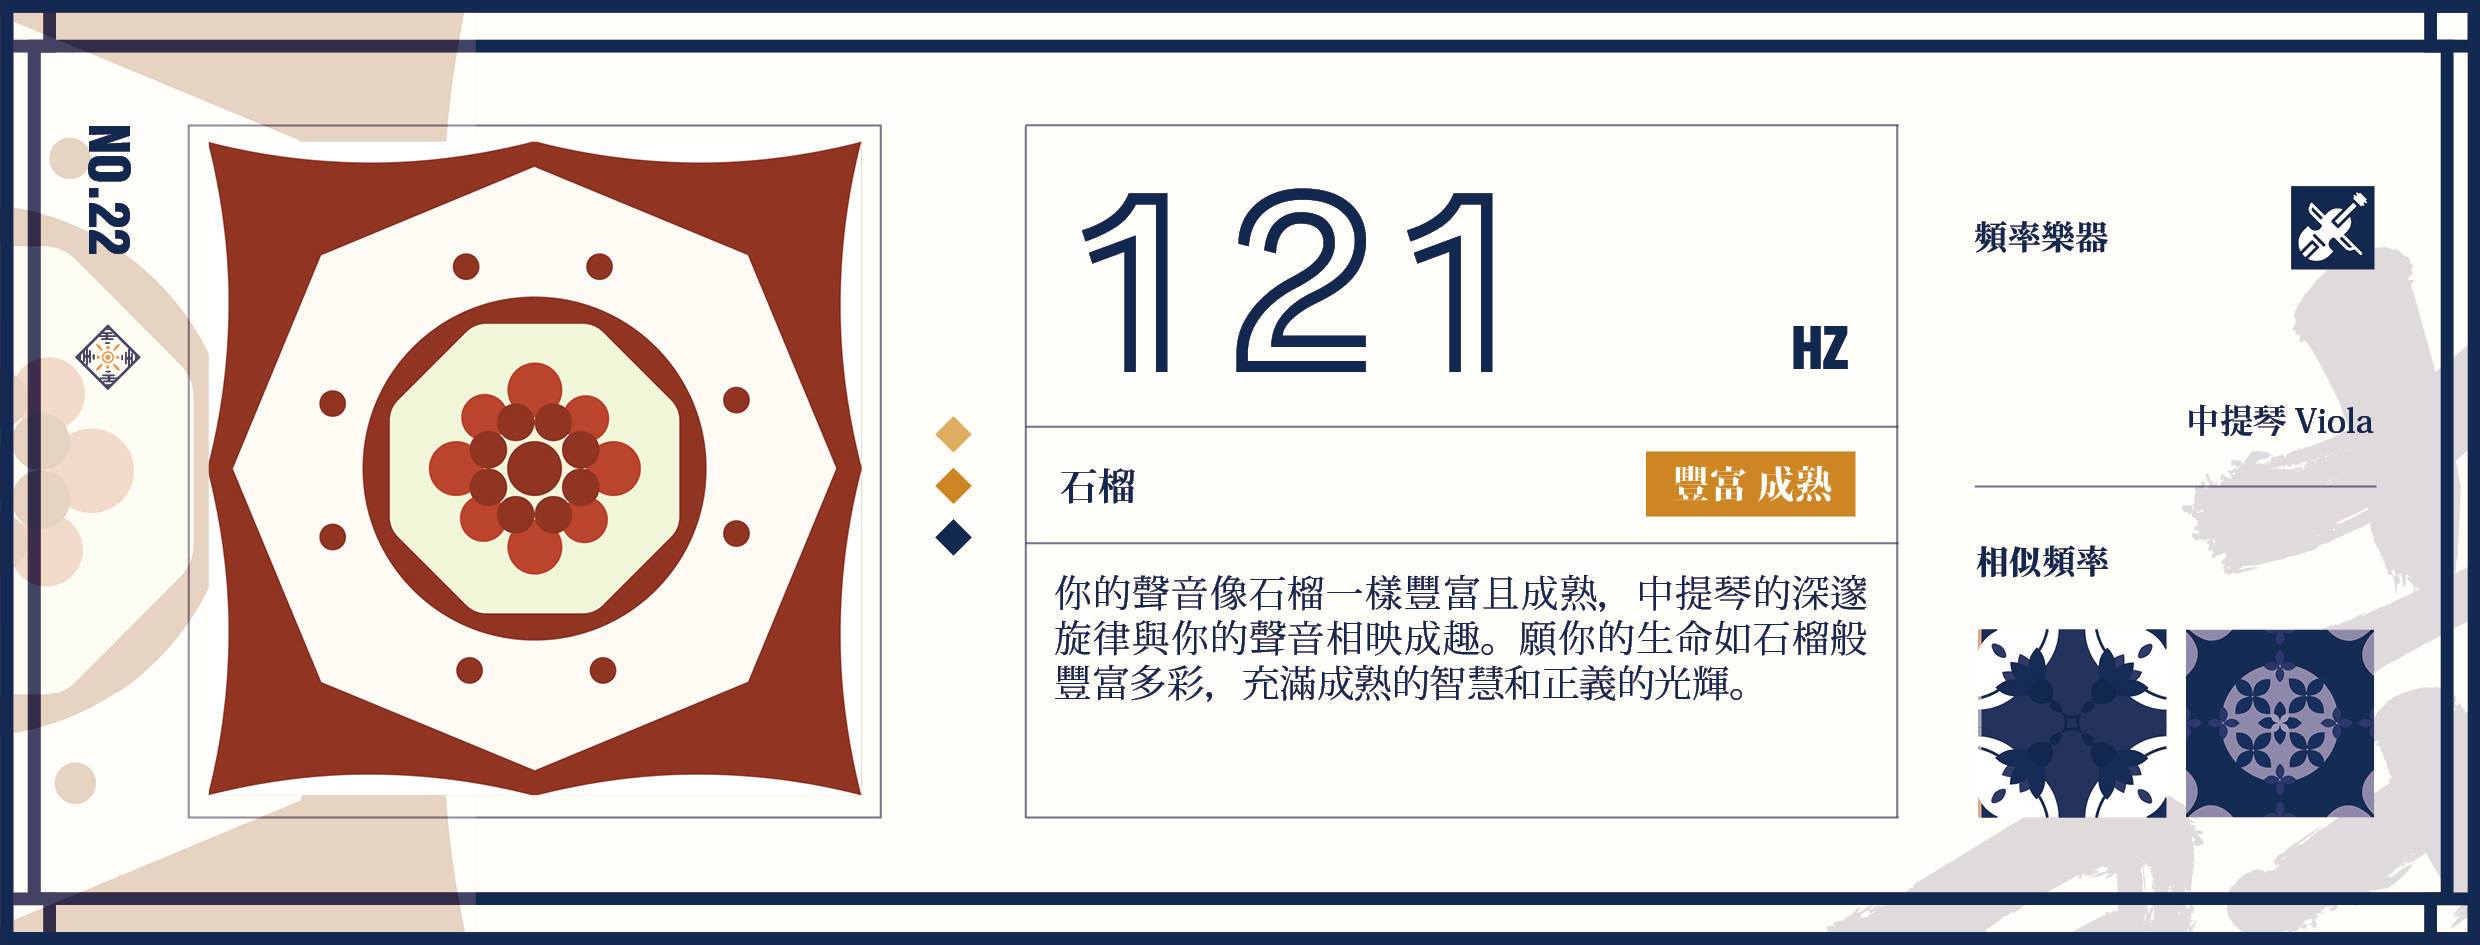 NO.22
121
HZ
石榴
豐富 成熟
你的聲音像石榴一樣豐富且成熟，中提琴的深邃
旋律與你的聲音相映成趣。願你的生命如石榴般
豐富多彩，充滿成熟的智慧和正義的光輝。
頻率樂器
中提琴 Viola
相似頻率